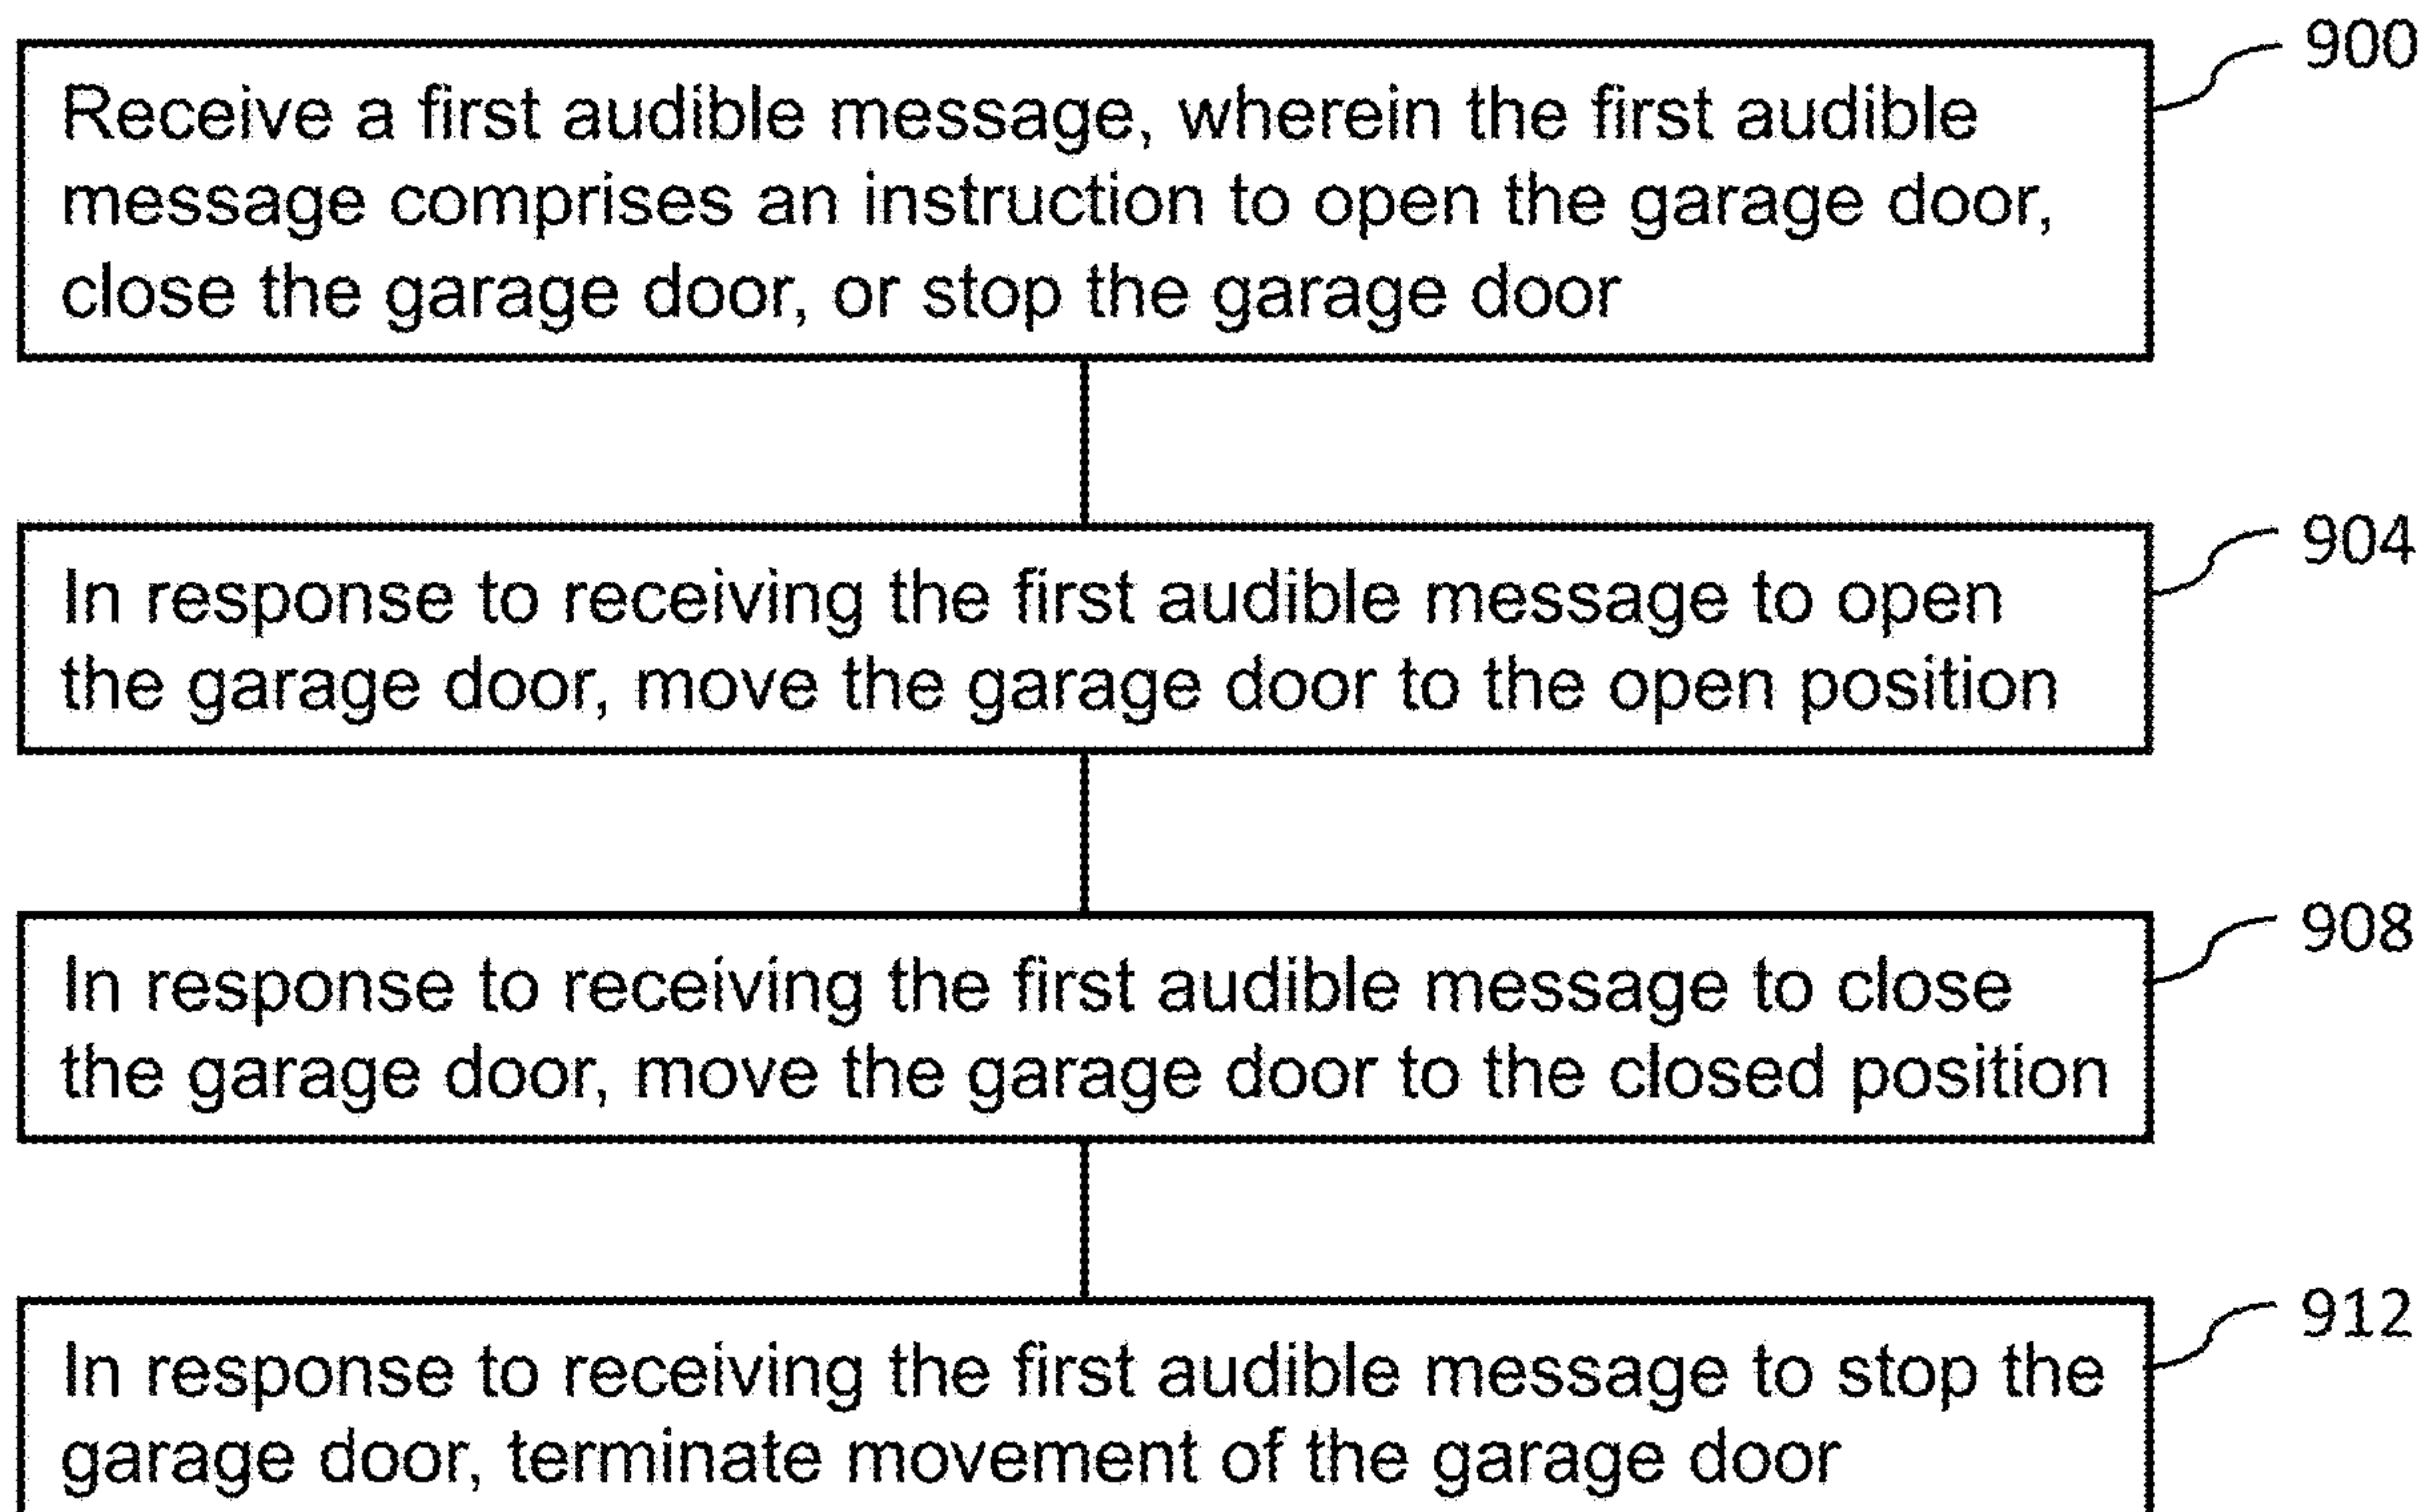 900
Receive a first audible message, wherein the first audible
message comprises an instruction to open the garage door,
close the garage door, or stop the garage door
904
In response to receiving the first audible message to open
the garage door, move the garage door to the open position
908
In response to receiving the first audible message to close
the garage door, move the garage door to the closed position
912
In response to receiving the first audible message to stop the
garage door, terminate movement of the garage door